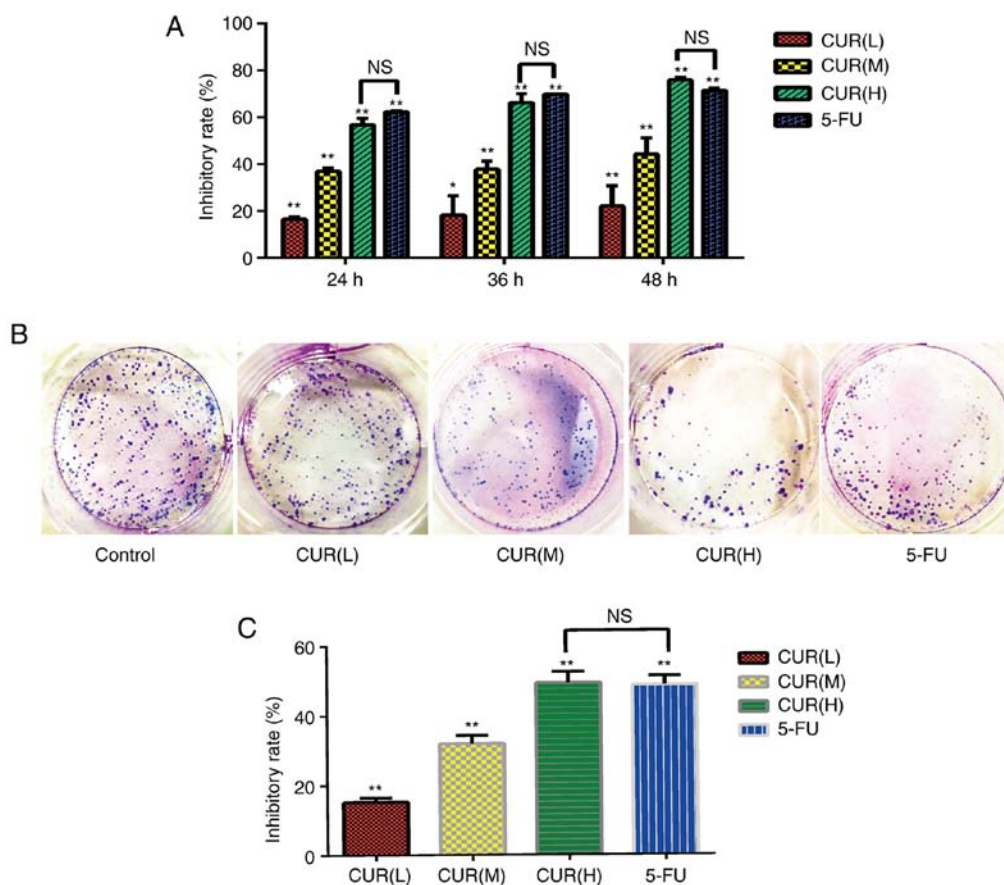 A
100
80
60
40
20
0
Inhibitory rate (%)
NS NS NS
** ** ** **
* ** ** **
** ** ** **
24 h 36 h 48 h
CUR(L)
CUR(M)
CUR(H)
5-FU
B
Control CUR(L) CUR(M) CUR(H) 5-FU
C
60
40
20
0
Inhibitory rate (%)
NS
** ** ** **
CUR(L) CUR(M) CUR(H) 5-FU
CUR(L)
CUR(M)
CUR(H)
5-FU